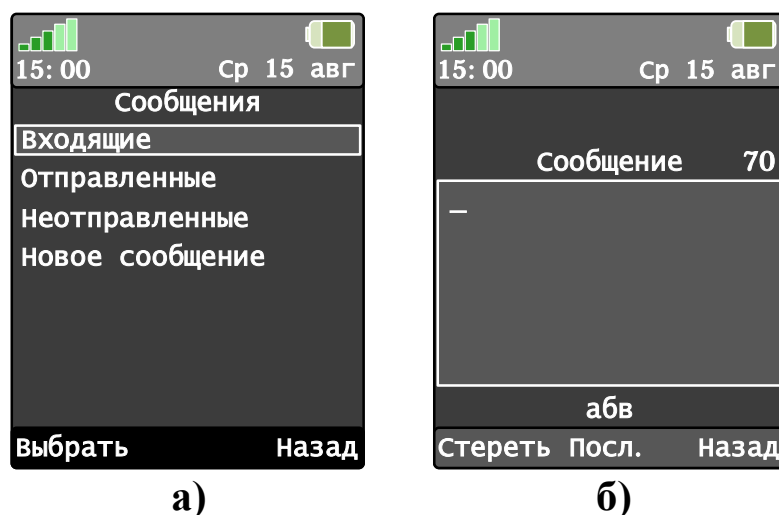 15:00 Ср 15 авг
Сообщения
Входящие
Отправленные
Неотправленные
Новое сообщение
Выбрать Назад
а)
15:00 Ср 15 авг
Сообщение 70
_
абв
Стереть Посл. Назад
б)